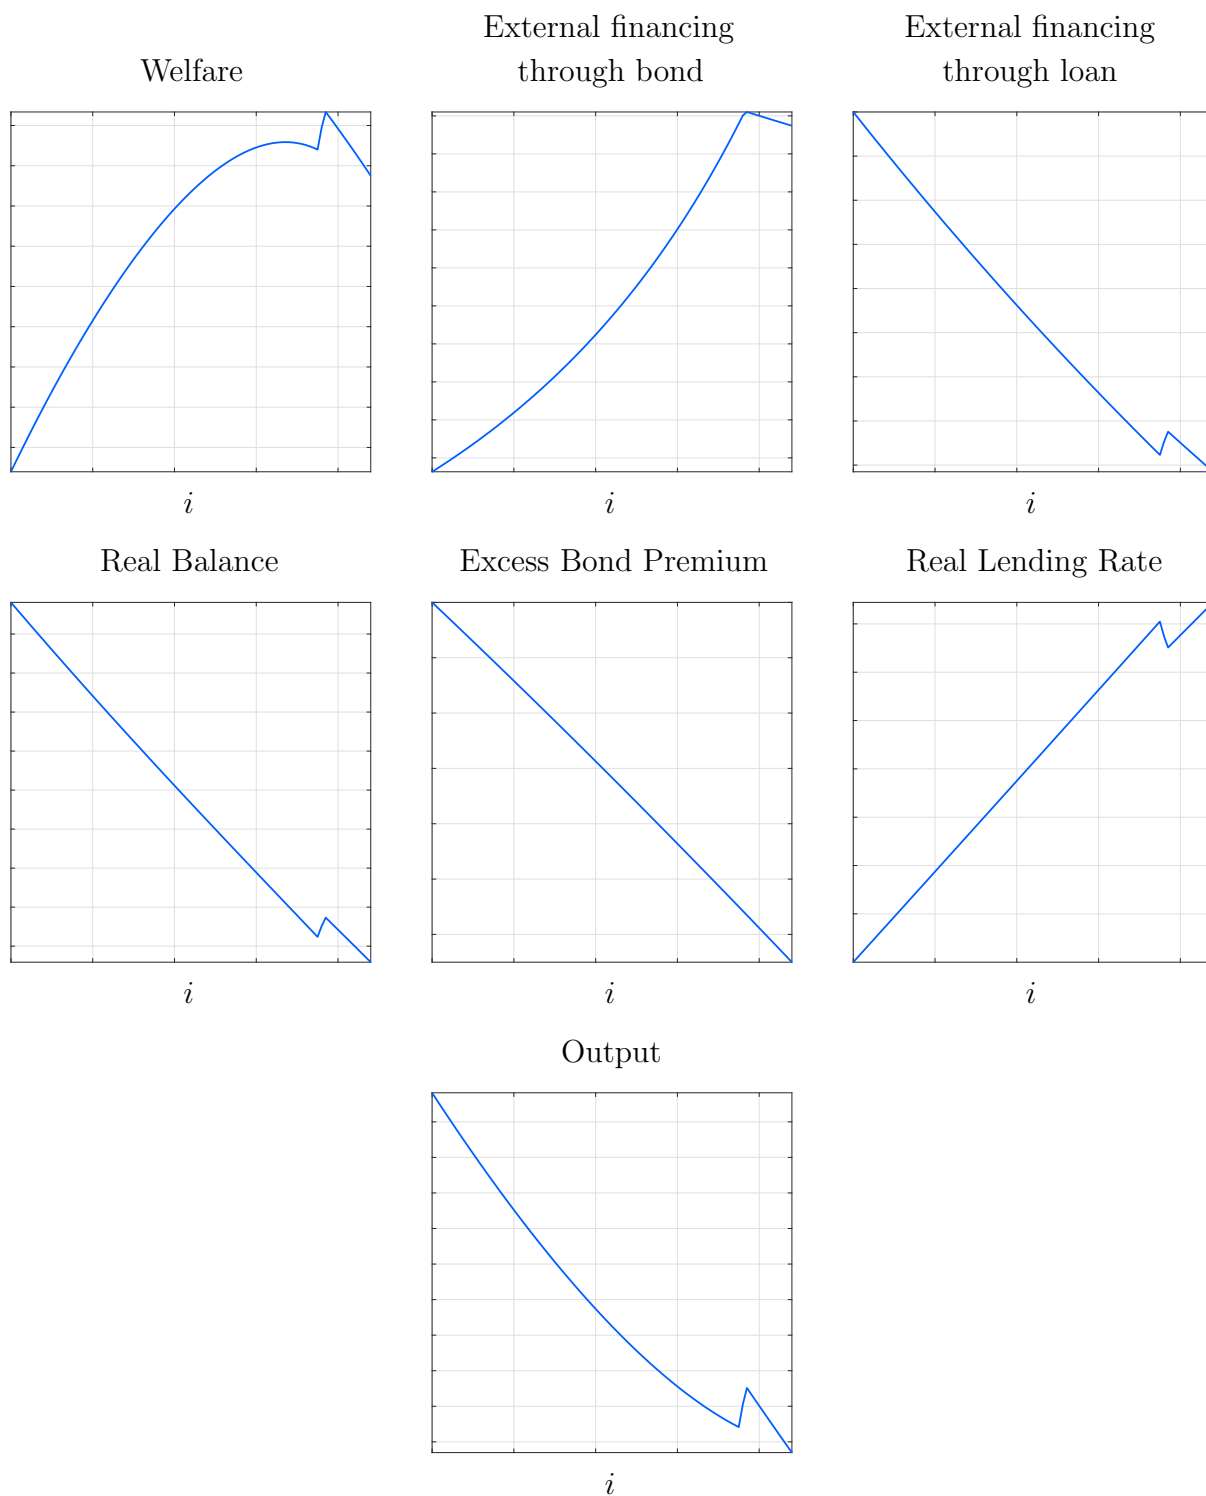 Welfare
External financing
through bond
External financing
through loan
i
i
i
Real Balance
Excess Bond Premium
Real Lending Rate
i
i
i
Output
i